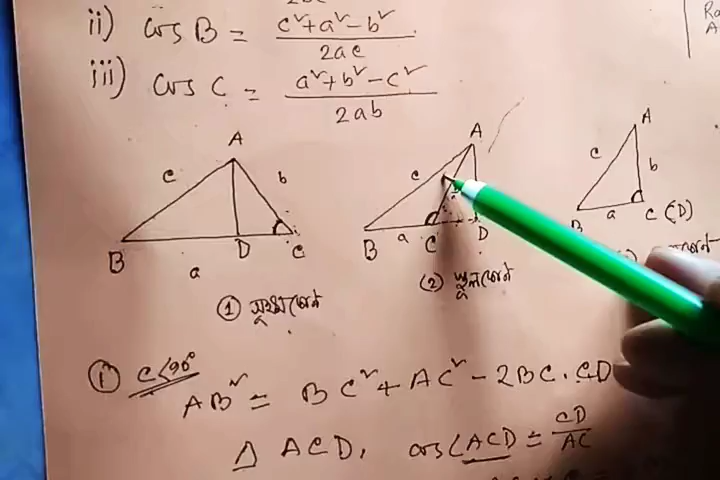 ii) cos B = c²+a²-b² / 2ac
iii) cos C = a²+b²-c² / 2ab
A
c
b
B
D
C
a
① সূক্ষ্মকোণ
A
c
B
a
C
D
(2) স্থূলকোণ
A
c
b
B
a
C (D)
① C<90°
AB² = BC²+AC²-2BC.CD
△ ACD, cos(ACD = CD/AC